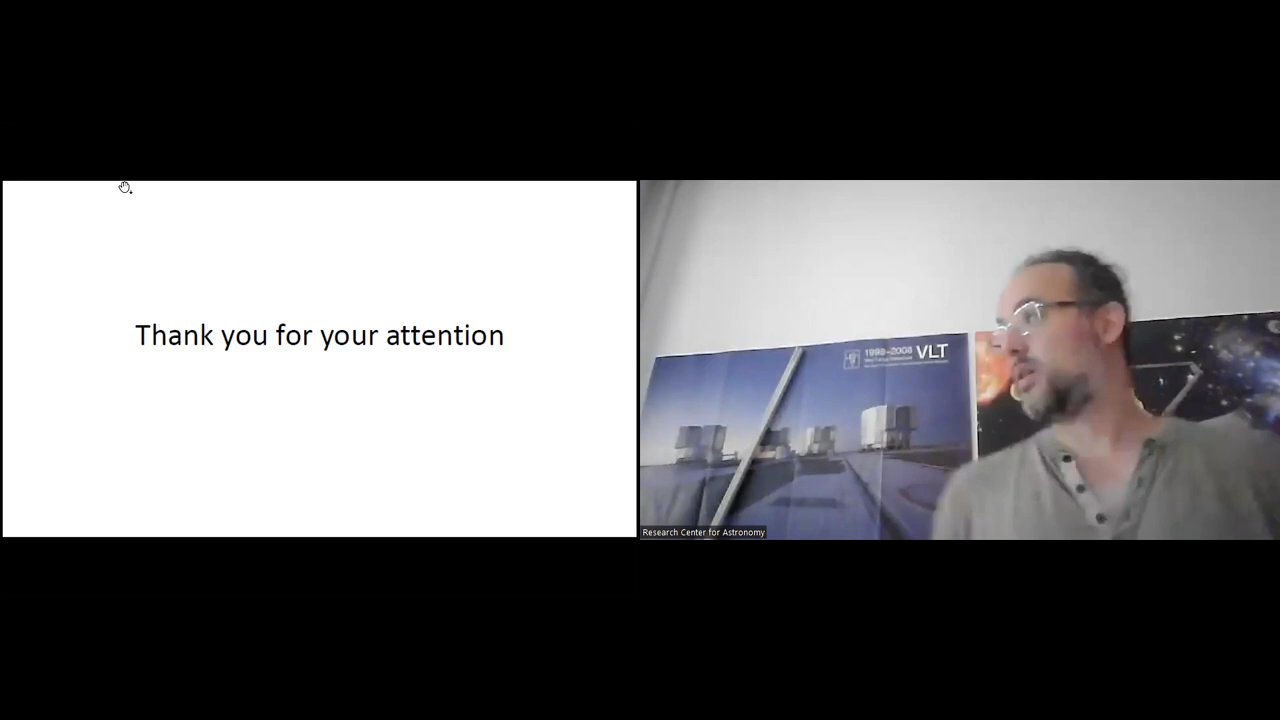 Thank you for your attention
1998–2008 VLT
Research Center for Astronomy